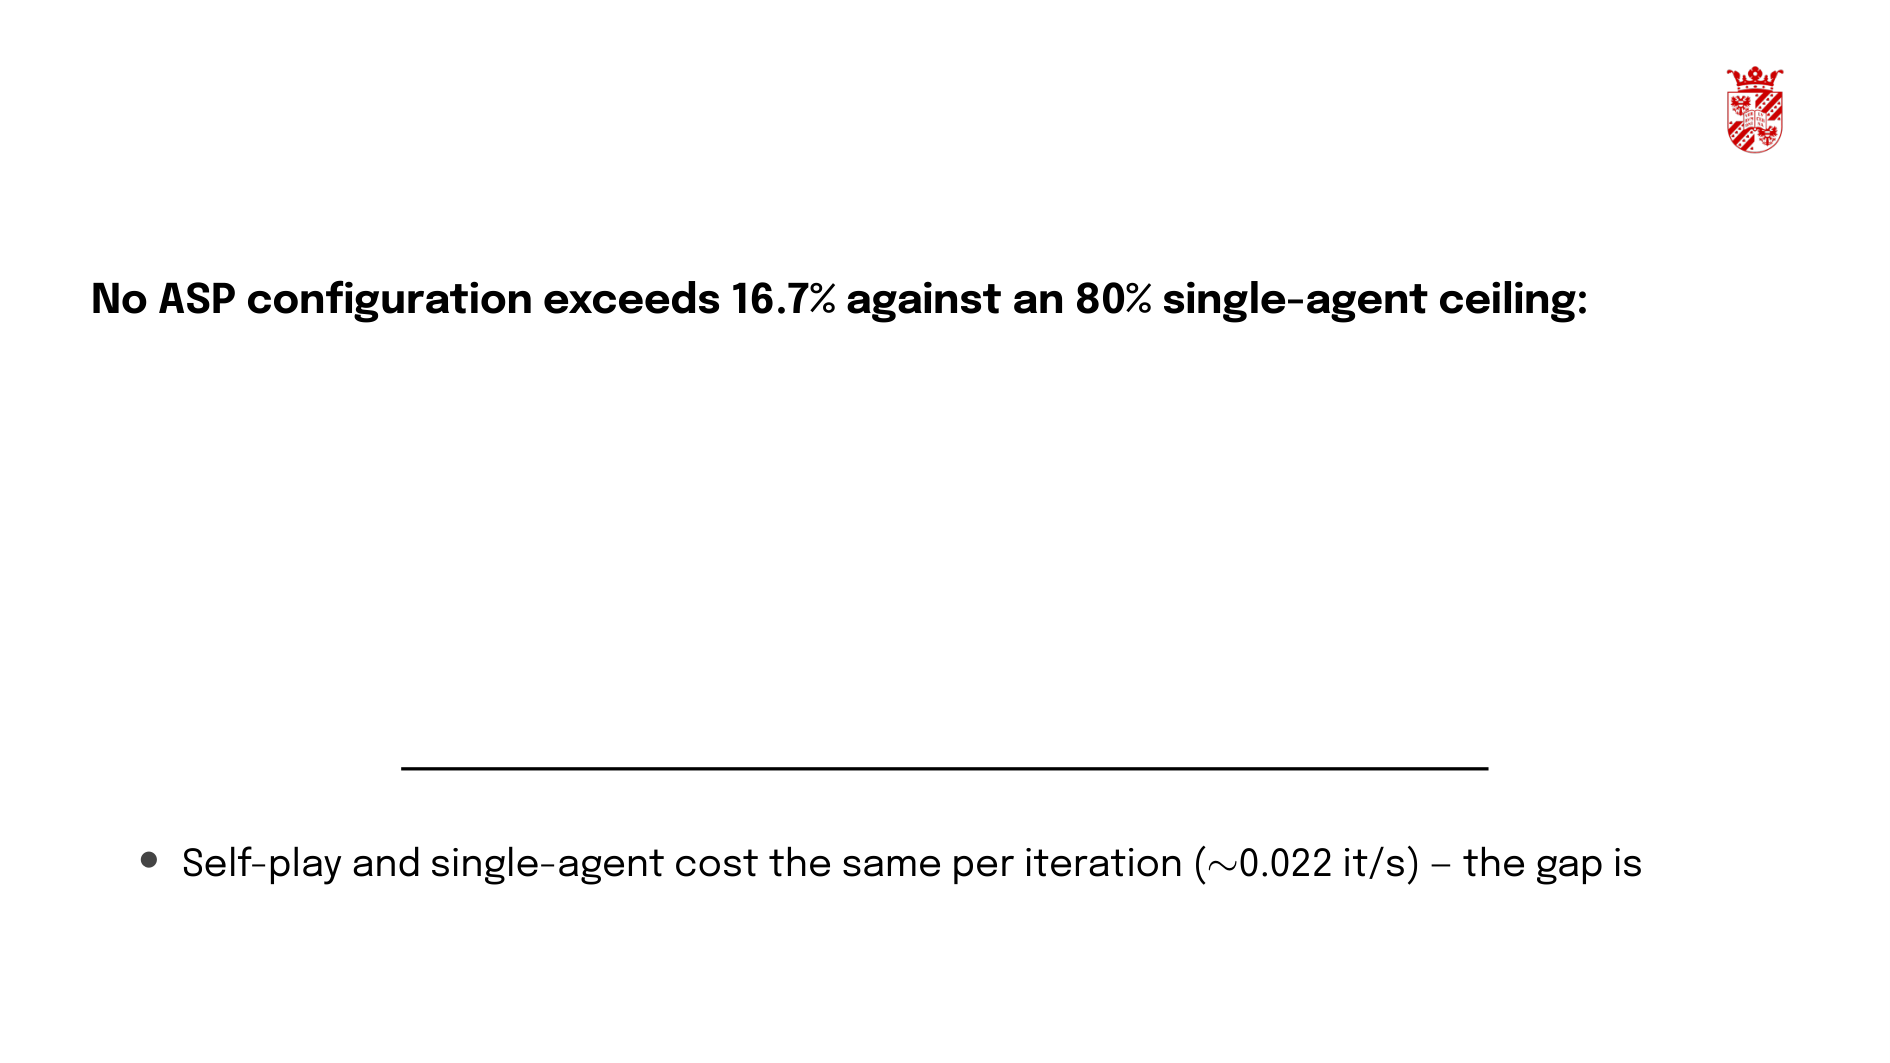 No ASP configuration exceeds 16.7% against an 80% single-agent ceiling:
• Self-play and single-agent cost the same per iteration (∼0.022 it/s) – the gap is